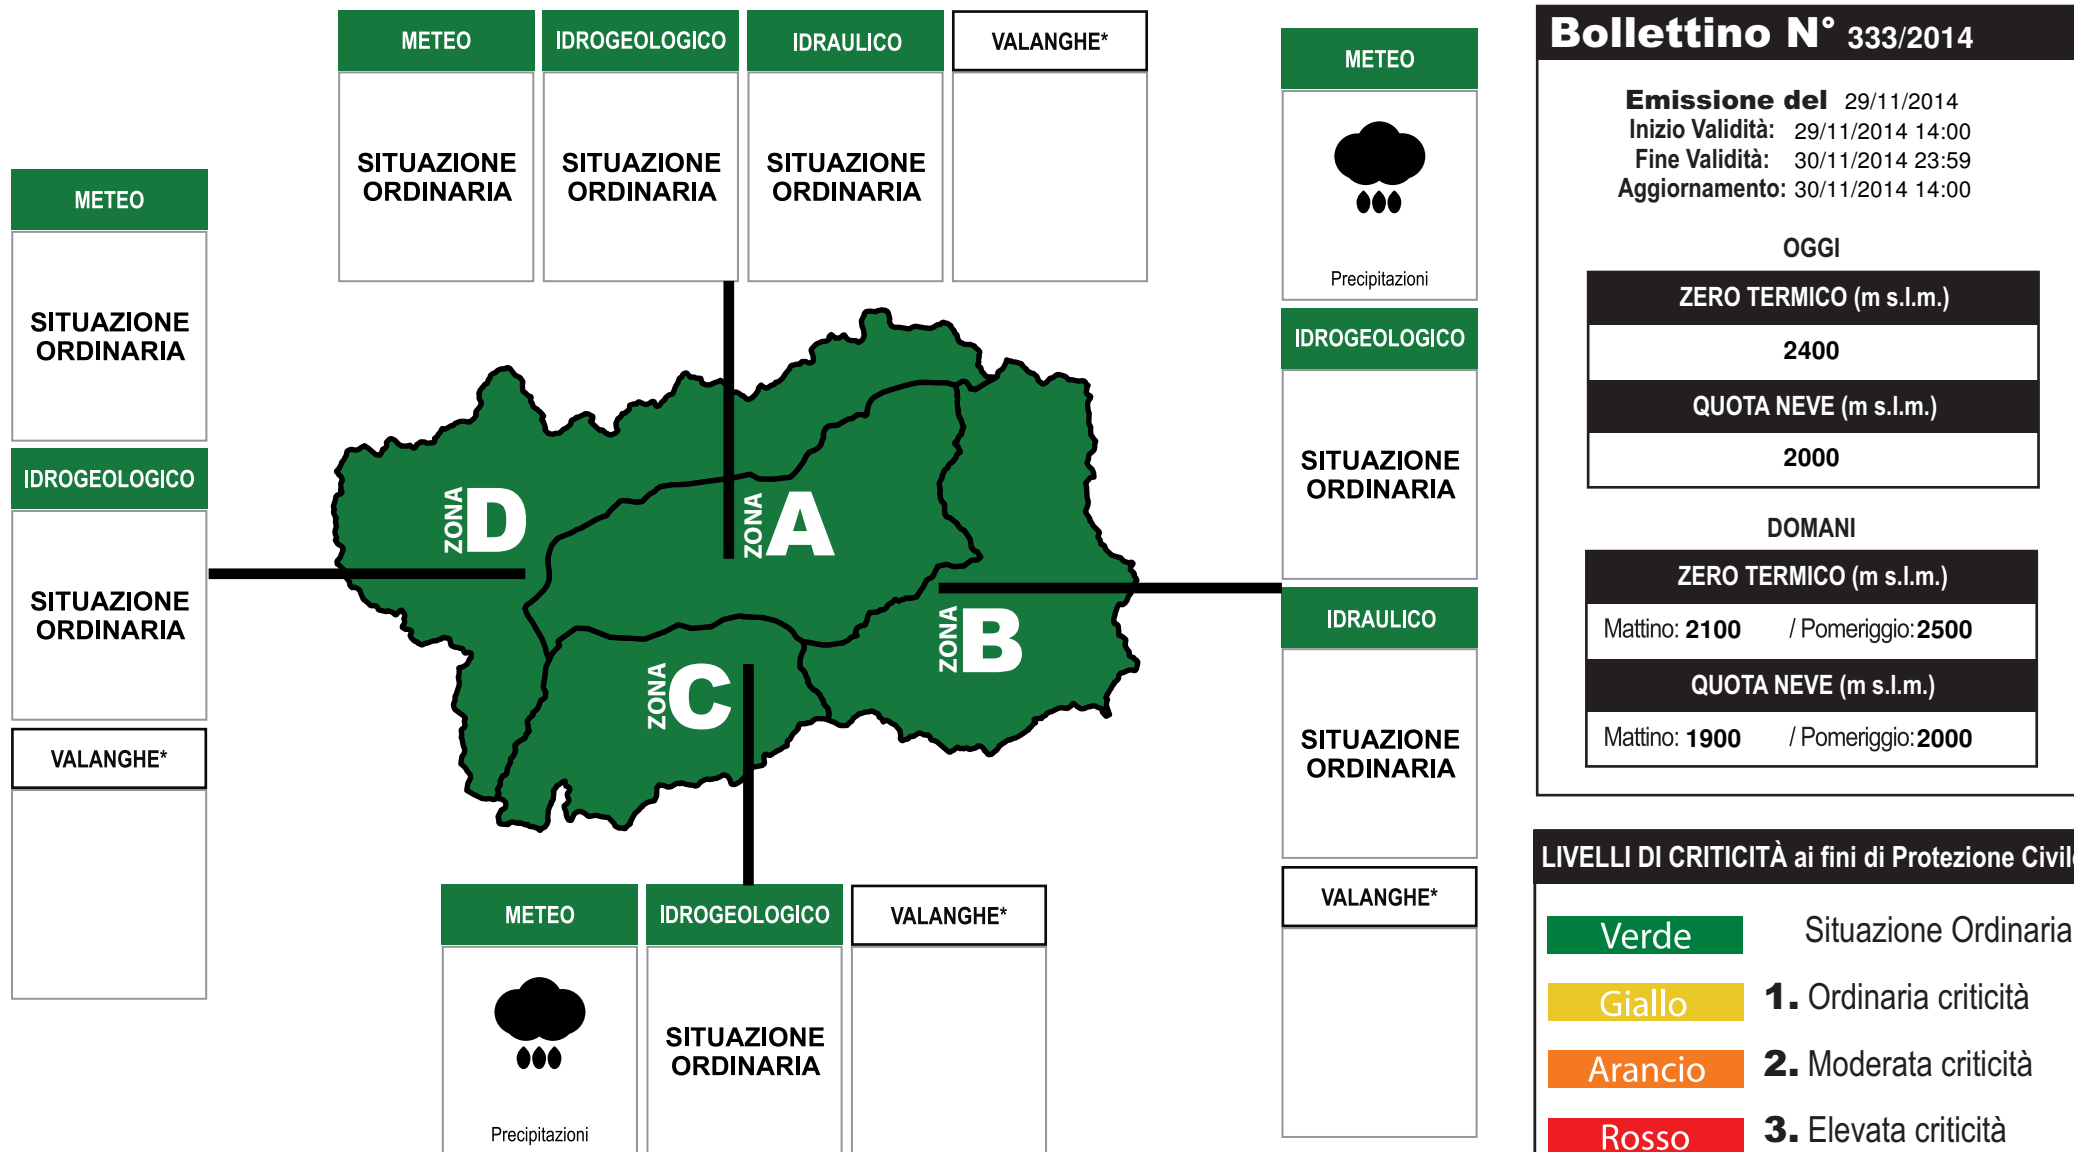 METEO
IDROGEOLOGICO
IDRAULICO
VALANGHE*
SITUAZIONE
ORDINARIA
SITUAZIONE
ORDINARIA
SITUAZIONE
ORDINARIA
METEO
SITUAZIONE
ORDINARIA
IDROGEOLOGICO
SITUAZIONE
ORDINARIA
VALANGHE*
ZONA D
ZONA A
ZONA B
ZONA C
METEO
Precipitazioni
IDROGEOLOGICO
SITUAZIONE
ORDINARIA
IDRAULICO
SITUAZIONE
ORDINARIA
VALANGHE*
METEO
IDROGEOLOGICO
VALANGHE*
Precipitazioni
SITUAZIONE
ORDINARIA
Bollettino N° 333/2014
Emissione del 29/11/2014
Inizio Validità: 29/11/2014 14:00
Fine Validità: 30/11/2014 23:59
Aggiornamento: 30/11/2014 14:00
OGGI
ZERO TERMICO (m s.l.m.)
2400
QUOTA NEVE (m s.l.m.)
2000
DOMANI
ZERO TERMICO (m s.l.m.)
Mattino: 2100 / Pomeriggio: 2500
QUOTA NEVE (m s.l.m.)
Mattino: 1900 / Pomeriggio: 2000
LIVELLI DI CRITICITÀ ai fini di Protezione Civile
Verde Situazione Ordinaria
Giallo 1. Ordinaria criticità
Arancio 2. Moderata criticità
Rosso 3. Elevata criticità